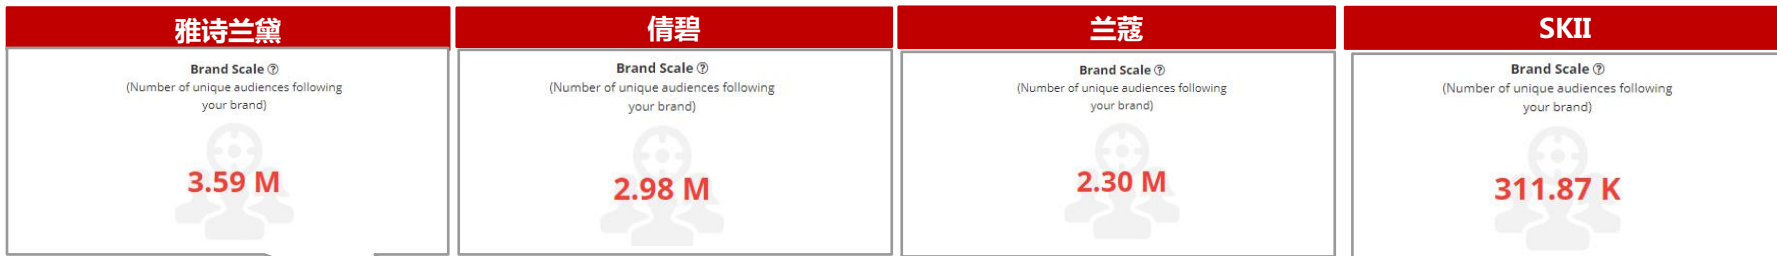 雅诗兰黛
Brand Scale ?
(Number of unique audiences following
your brand)
3.59 M
倩碧
Brand Scale ?
(Number of unique audiences following
your brand)
2.98 M
兰蔻
Brand Scale ?
(Number of unique audiences following
your brand)
2.30 M
SKII
Brand Scale ?
(Number of unique audiences following
your brand)
311.87 K